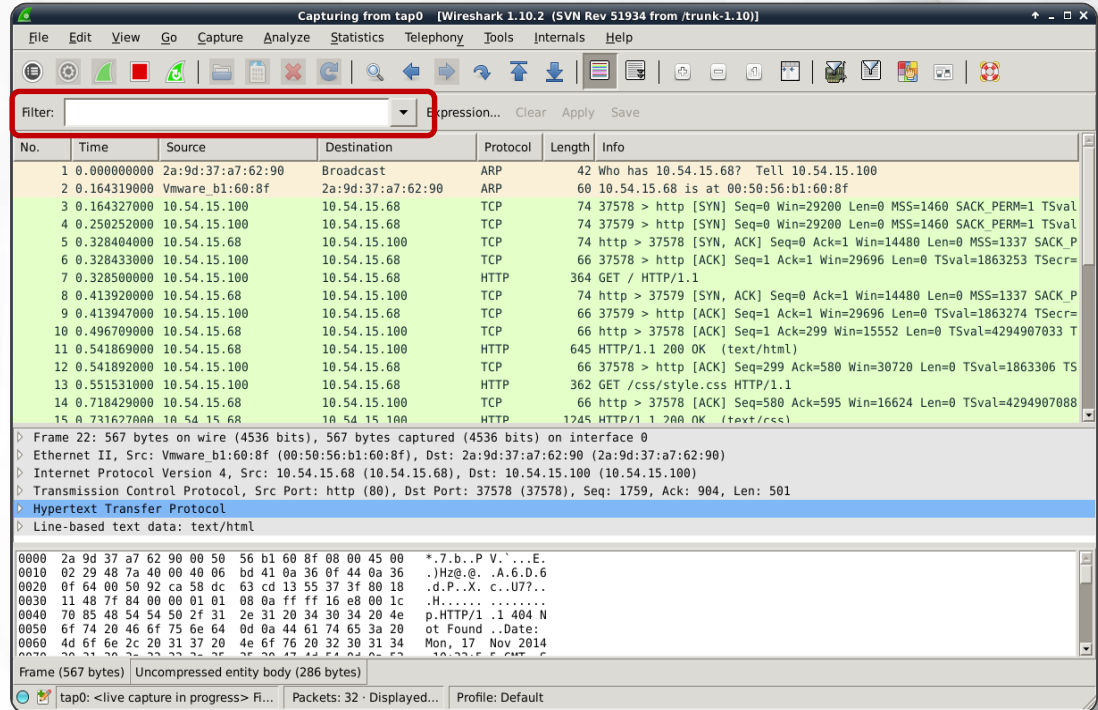 Capturing from tap0 [Wireshark 1.10.2 (SVN Rev 51934 from /trunk-1.10)]
File Edit View Go Capture Analyze Statistics Telephony Tools Internals Help
Filter: Expression... Clear Apply Save
No. Time Source Destination Protocol Length Info
1 0.000000000 2a:9d:37:a7:62:90 Broadcast ARP 42 Who has 10.54.15.68? Tell 10.54.15.100
2 0.164319000 Vmware_b1:60:8f 2a:9d:37:a7:62:90 ARP 60 10.54.15.68 is at 00:50:56:b1:60:8f
3 0.164327000 10.54.15.100 10.54.15.68 TCP 74 37578 > http [SYN] Seq=0 Win=29200 Len=0 MSS=1460 SACK_PERM=1 TSval
4 0.250252000 10.54.15.100 10.54.15.68 TCP 74 37579 > http [SYN] Seq=0 Win=29200 Len=0 MSS=1460 SACK_PERM=1 TSval
5 0.328404000 10.54.15.68 10.54.15.100 TCP 74 http > 37578 [SYN, ACK] Seq=0 Ack=1 Win=14480 Len=0 MSS=1337 SACK_P
6 0.328433000 10.54.15.100 10.54.15.68 TCP 66 37578 > http [ACK] Seq=1 Ack=1 Win=29696 Len=0 TSval=1863253 TSecr=
7 0.328500000 10.54.15.100 10.54.15.68 HTTP 364 GET / HTTP/1.1
8 0.413920000 10.54.15.68 10.54.15.100 TCP 74 http > 37579 [SYN, ACK] Seq=0 Ack=1 Win=14480 Len=0 MSS=1337 SACK_P
9 0.413947000 10.54.15.100 10.54.15.68 TCP 66 37579 > http [ACK] Seq=1 Ack=1 Win=29696 Len=0 TSval=1863274 TSecr=
10 0.496709000 10.54.15.68 10.54.15.100 TCP 66 http > 37578 [ACK] Seq=1 Ack=299 Win=15552 Len=0 TSval=4294907033 T
11 0.541869000 10.54.15.68 10.54.15.100 HTTP 645 HTTP/1.1 200 OK (text/html)
12 0.541892000 10.54.15.100 10.54.15.68 TCP 66 37578 > http [ACK] Seq=299 Ack=580 Win=30720 Len=0 TSval=1863306 TS
13 0.551531000 10.54.15.100 10.54.15.68 HTTP 362 GET /css/style.css HTTP/1.1
14 0.718429000 10.54.15.68 10.54.15.100 TCP 66 http > 37578 [ACK] Seq=580 Ack=595 Win=16624 Len=0 TSval=4294907088
15 0.731627000 10.54.15.68 10.54.15.100 HTTP 1245 HTTP/1.1 200 OK (text/css)
Frame 22: 567 bytes on wire (4536 bits), 567 bytes captured (4536 bits) on interface 0
Ethernet II, Src: Vmware_b1:60:8f (00:50:56:b1:60:8f), Dst: 2a:9d:37:a7:62:90 (2a:9d:37:a7:62:90)
Internet Protocol Version 4, Src: 10.54.15.68 (10.54.15.68), Dst: 10.54.15.100 (10.54.15.100)
Transmission Control Protocol, Src Port: http (80), Dst Port: 37578 (37578), Seq: 1759, Ack: 904, Len: 501
Hypertext Transfer Protocol
Line-based text data: text/html
0000 2a 9d 37 a7 62 90 00 50 56 b1 60 8f 08 00 45 00 *.7.b..P V.`...E.
0010 02 29 48 7a 40 00 40 06 bd 41 0a 36 0f 44 0a 36 .)Hz@.@. .A.6.D.6
0020 0f 64 00 50 92 ca 58 dc 63 cd 13 55 37 3f 80 18 .d.P..X. c..U7?..
0030 11 48 7f 84 00 00 01 01 08 0a ff ff 16 e8 00 1c .H...... ........
0040 70 85 48 54 54 50 2f 31 2e 31 20 34 30 34 20 4e p.HTTP/1 .1 404 N
0050 6f 74 20 46 6f 75 6e 64 0d 0a 44 61 74 65 3a 20 ot Found ..Date:
0060 4d 6f 6e 2c 20 31 37 20 4e 6f 76 20 32 30 31 34 Mon, 17 Nov 2014
Frame (567 bytes) Uncompressed entity body (286 bytes)
tap0: <live capture in progress> Fi... Packets: 32 · Displayed... Profile: Default